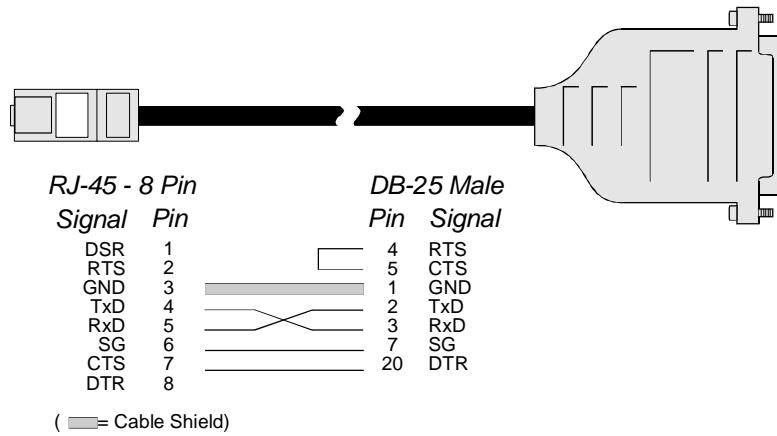 RJ-45 - 8 Pin DB-25 Male
Signal Pin Pin Signal
DSR 1 4 RTS
RTS 2 5 CTS
GND 3 1 GND
TxD 4 2 TxD
RxD 5 3 RxD
SG 6 7 SG
CTS 7 20 DTR
DTR 8
( = Cable Shield)